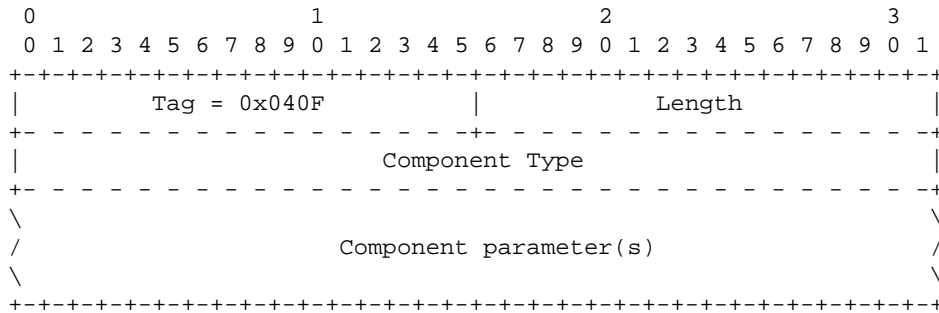 0                   1                   2                   3
 0 1 2 3 4 5 6 7 8 9 0 1 2 3 4 5 6 7 8 9 0 1 2 3 4 5 6 7 8 9 0 1
+-+-+-+-+-+-+-+-+-+-+-+-+-+-+-+-+-+-+-+-+-+-+-+-+-+-+-+-+-+-+-+-+
|         Tag = 0x040F          |            Length             |
+- - - - - - - - - - - - - - - -+- - - - - - - - - - - - - - - -+
|                         Component Type                        |
+- - - - - - - - - - - - - - - - - - - - - - - - - - - - - - - -+
\                                                               \
/                      Component parameter(s)                   /
\                                                               \
+-+-+-+-+-+-+-+-+-+-+-+-+-+-+-+-+-+-+-+-+-+-+-+-+-+-+-+-+-+-+-+-+